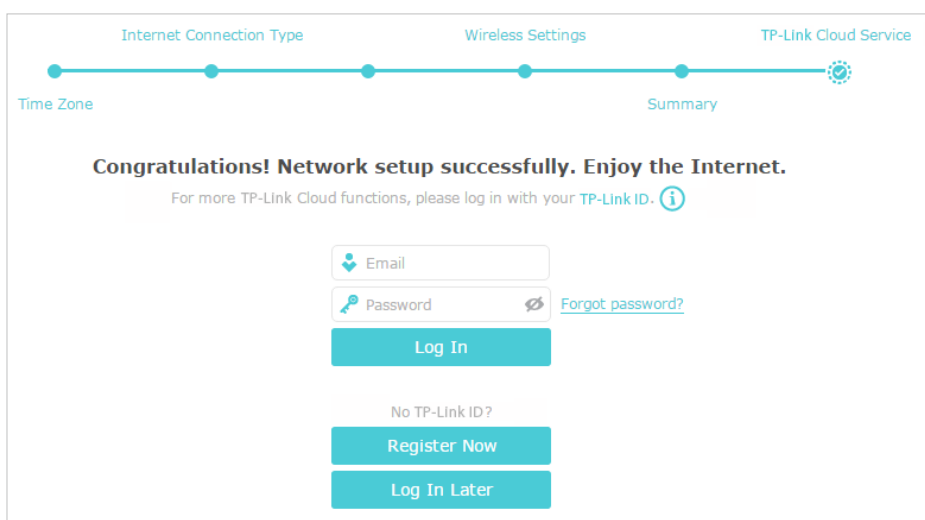 Internet Connection Type Wireless Settings TP-Link Cloud Service
Time Zone Summary
Congratulations! Network setup successfully. Enjoy the Internet.
For more TP-Link Cloud functions, please log in with your TP-Link ID.
Email
Password Forgot password?
Log In
No TP-Link ID?
Register Now
Log In Later